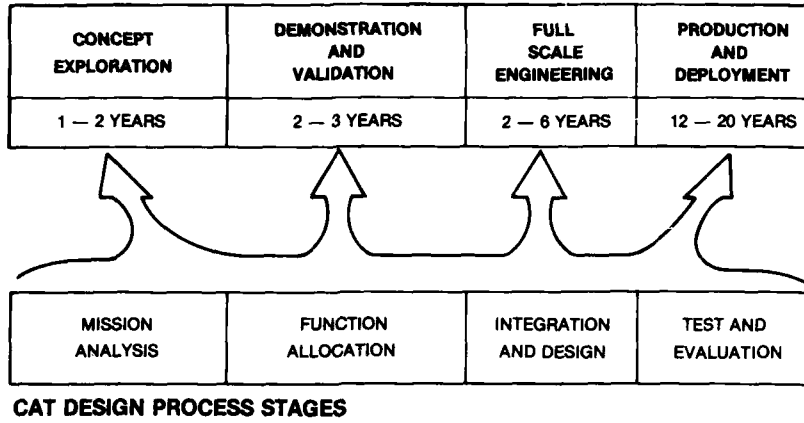 CONCEPT
EXPLORATION
DEMONSTRATION
AND
VALIDATION
FULL
SCALE
ENGINEERING
PRODUCTION
AND
DEPLOYMENT
1 — 2 YEARS
2 — 3 YEARS
2 — 6 YEARS
12 — 20 YEARS
MISSION
ANALYSIS
FUNCTION
ALLOCATION
INTEGRATION
AND DESIGN
TEST AND
EVALUATION
CAT DESIGN PROCESS STAGES